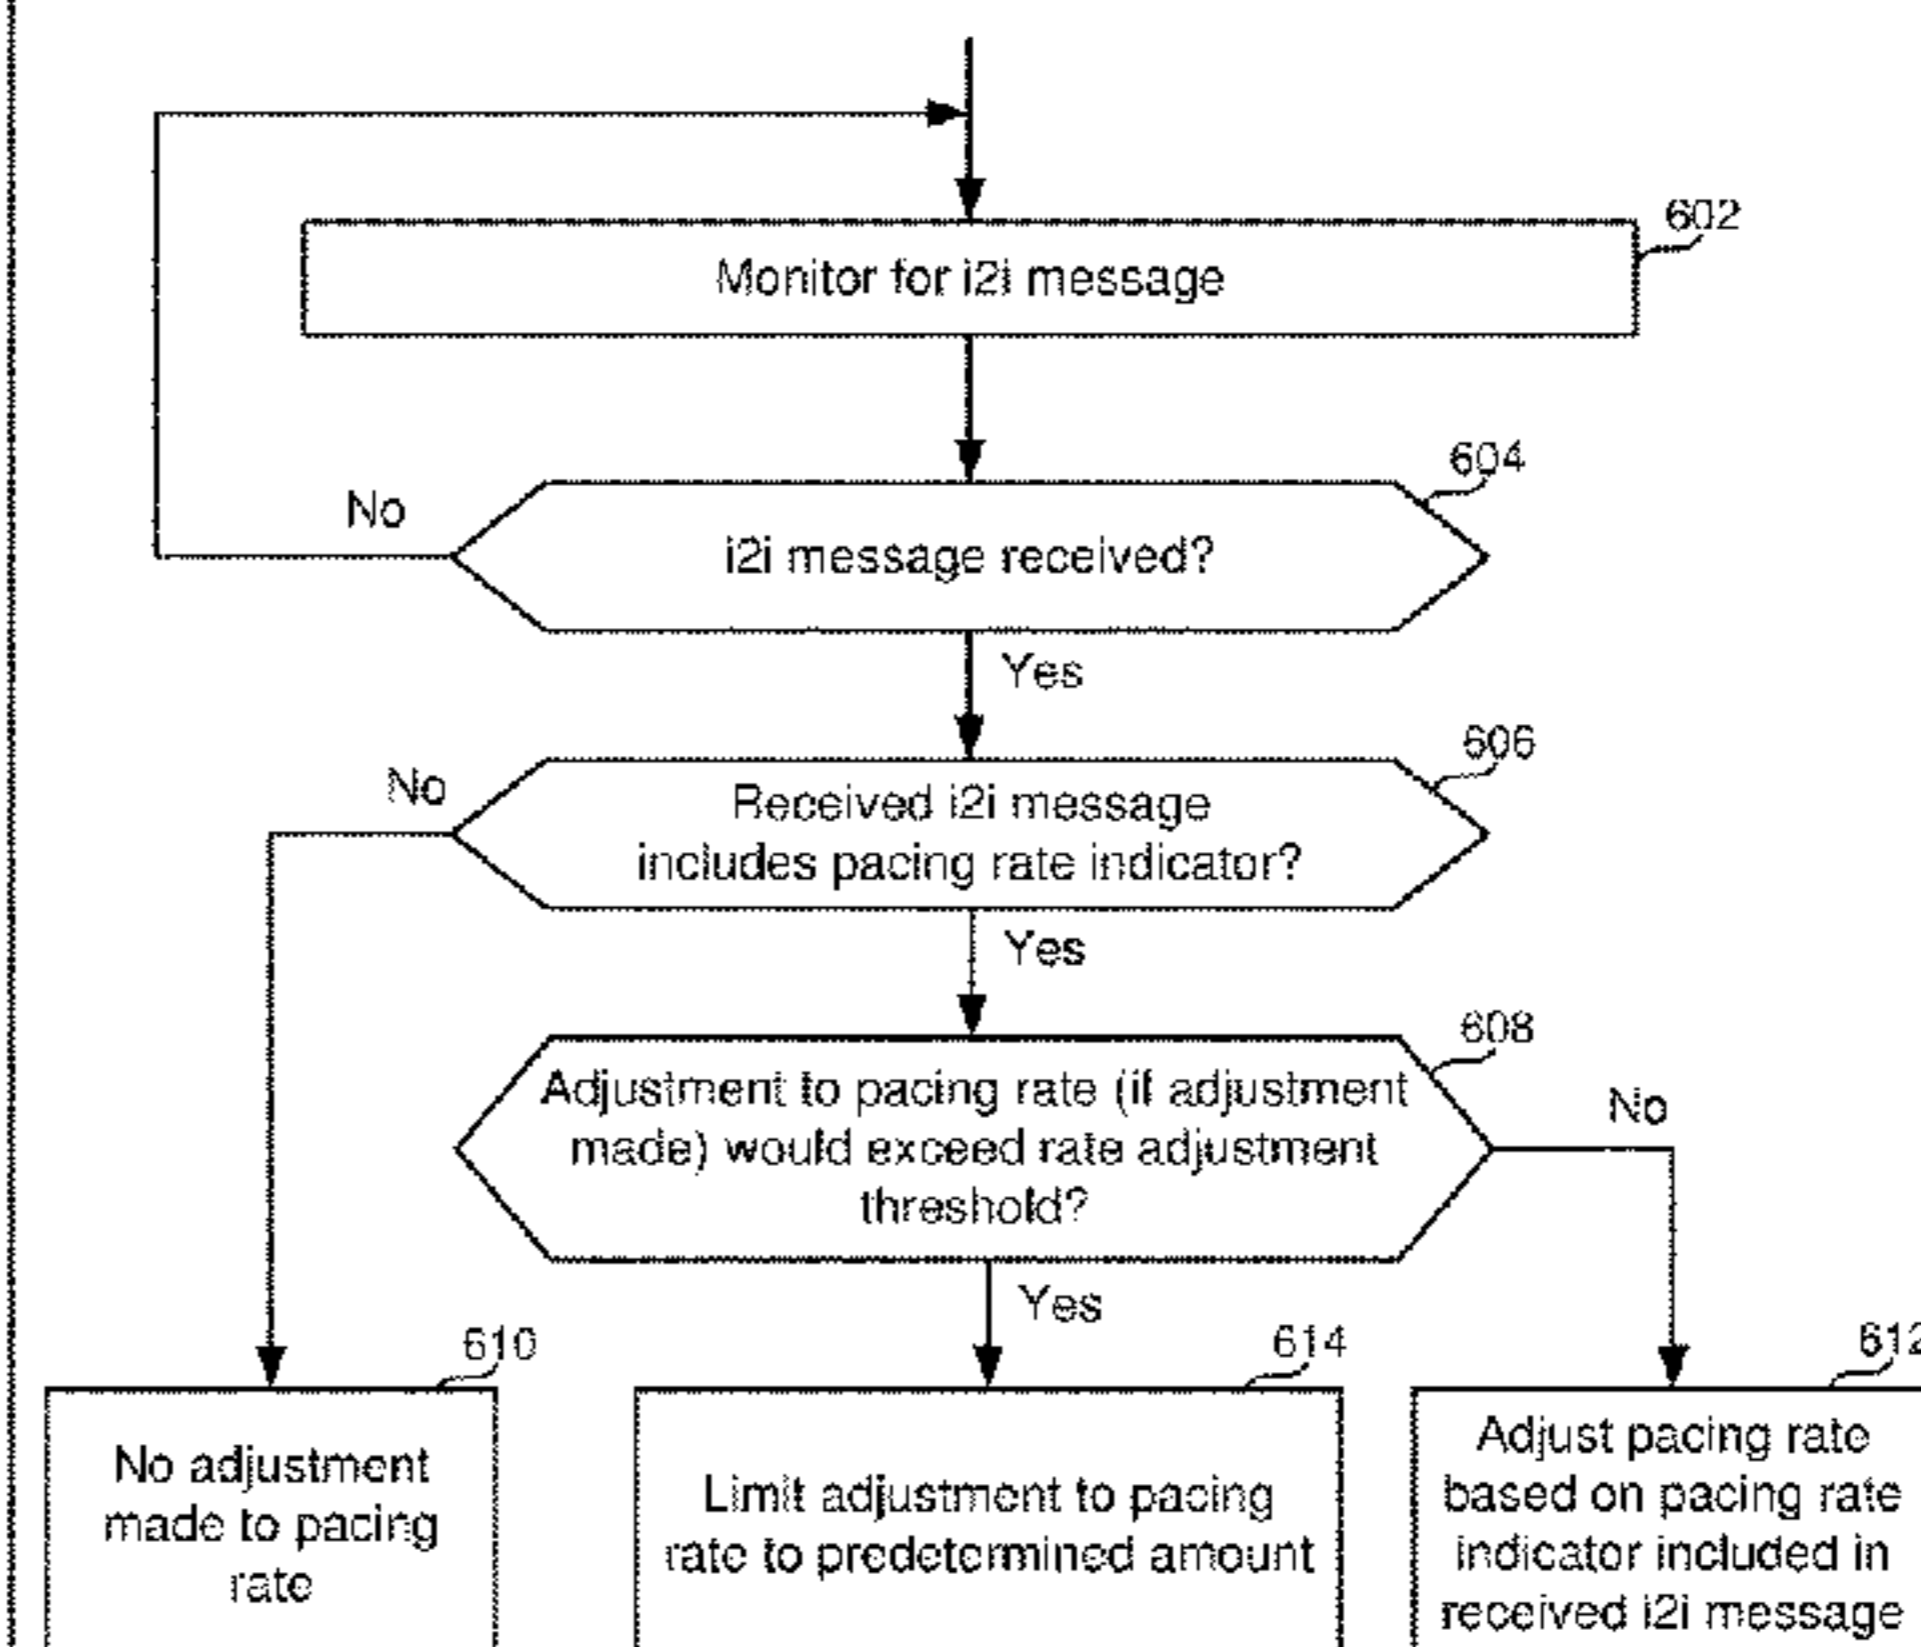 602
Monitor for i2i message
604
No
i2i message received?
Yes
606
No
Received i2i message
includes pacing rate indicator?
Yes
608
Adjustment to pacing rate (if adjustment
made) would exceed rate adjustment
threshold?
No
Yes
610
614
612
No adjustment
made to pacing
rate
Limit adjustment to pacing
rate to predetermined amount
Adjust pacing rate
based on pacing rate
indicator included in
received i2i message